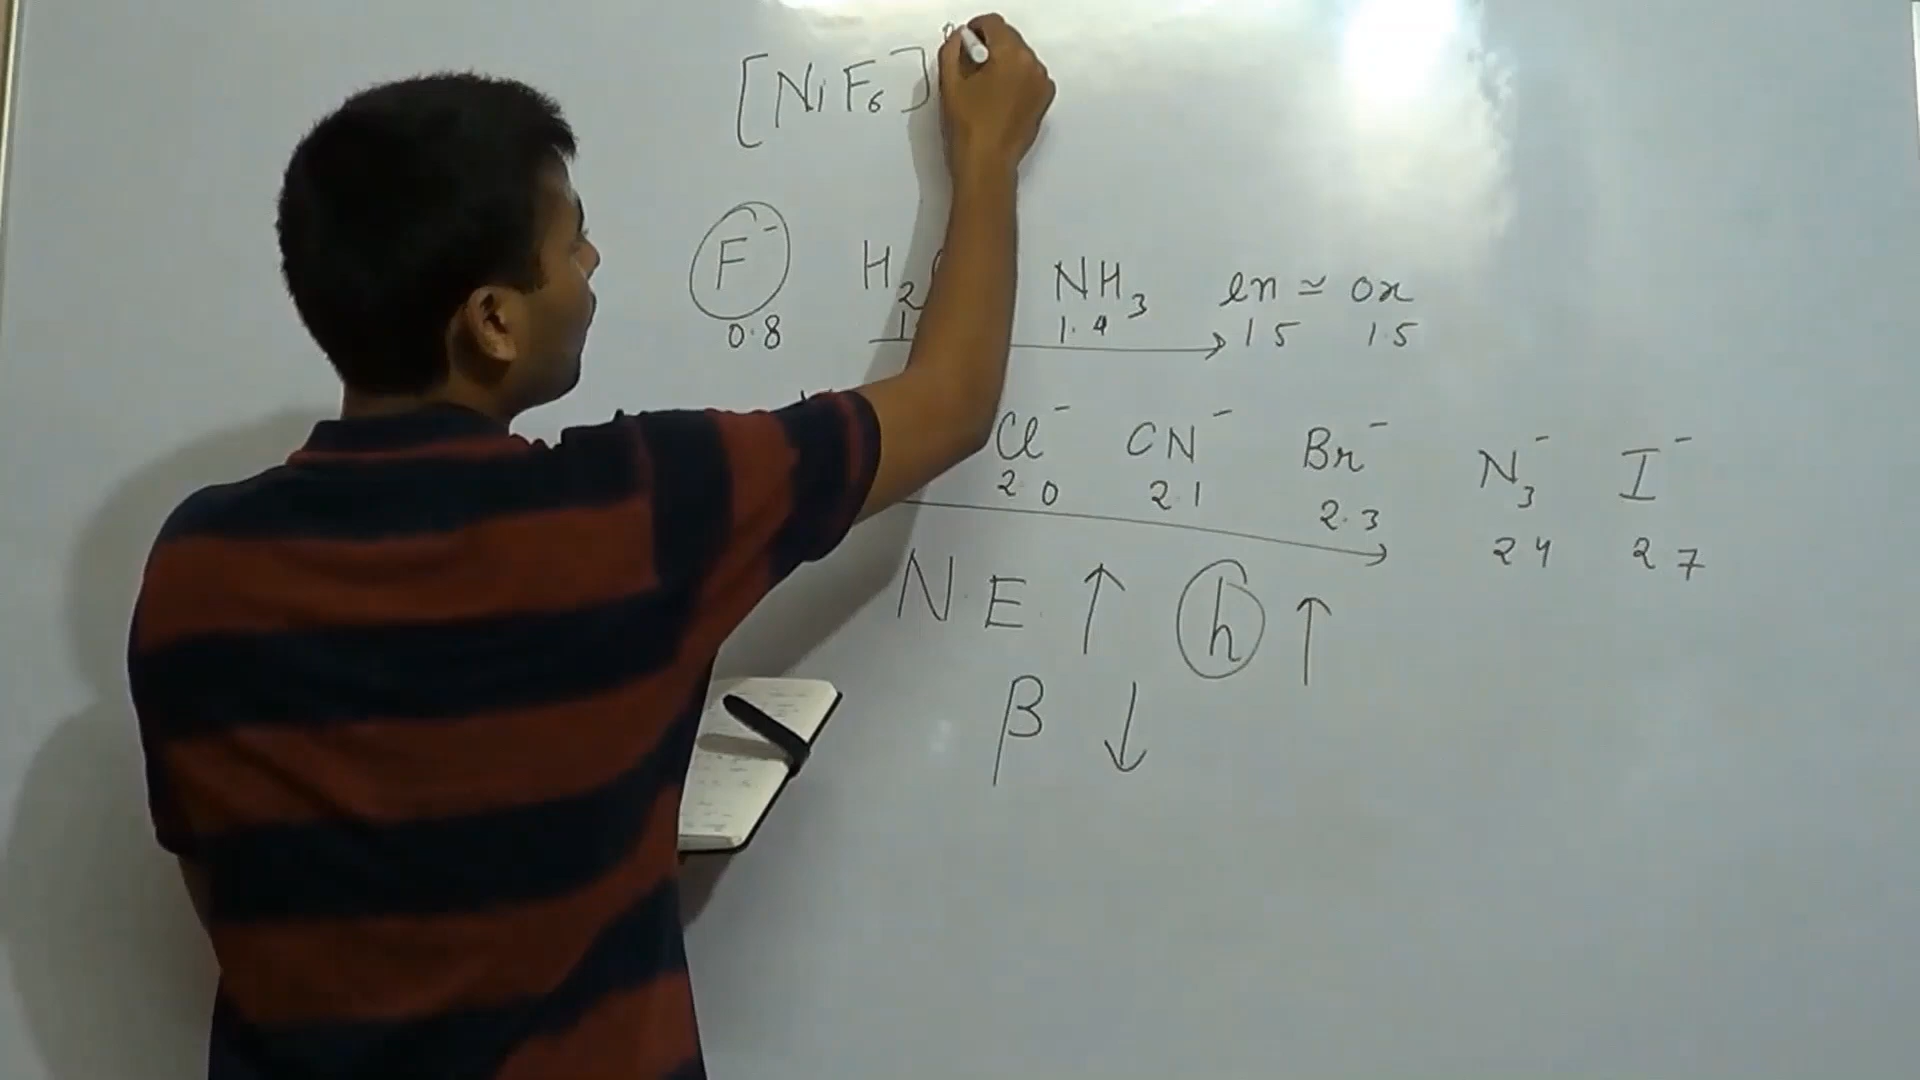 [NiF₆]
F⁻ H₂ NH₃ en ≃ ox
0.8 1.4 1.5 1.5
Cl⁻ CN⁻ Br⁻ N₃⁻ I⁻
2.0 2.1 2.3 2.4 2.7
N.E. ↑ h ↑
β ↓